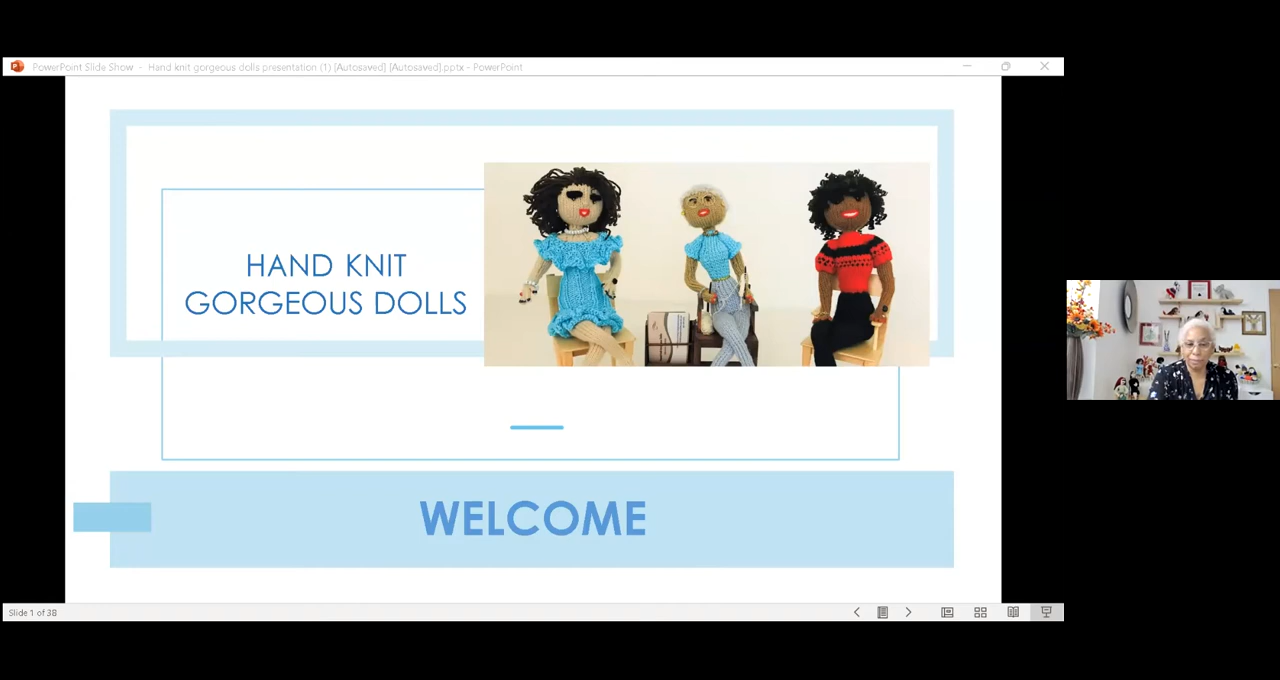 PowerPoint Slide Show - Hand knit gorgeous dolls presentation (1) [Autosaved] [Autosaved].pptx - PowerPoint
HAND KNIT
GORGEOUS DOLLS
WELCOME
Slide 1 of 38